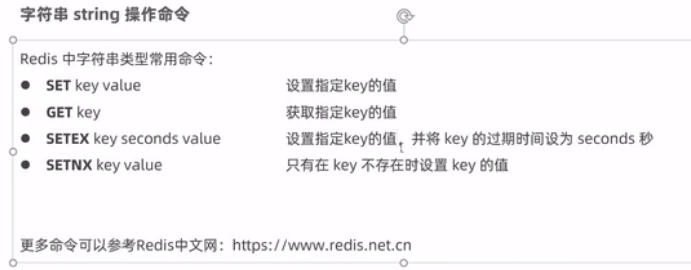 字符串 string 操作命令
Redis 中字符串类型常用命令：
● SET key value 设置指定key的值
● GET key 获取指定key的值
● SETEX key seconds value 设置指定key的值，并将 key 的过期时间设为 seconds 秒
● SETNX key value 只有在 key 不存在时设置 key 的值
更多命令可以参考Redis中文网：https://www.redis.net.cn